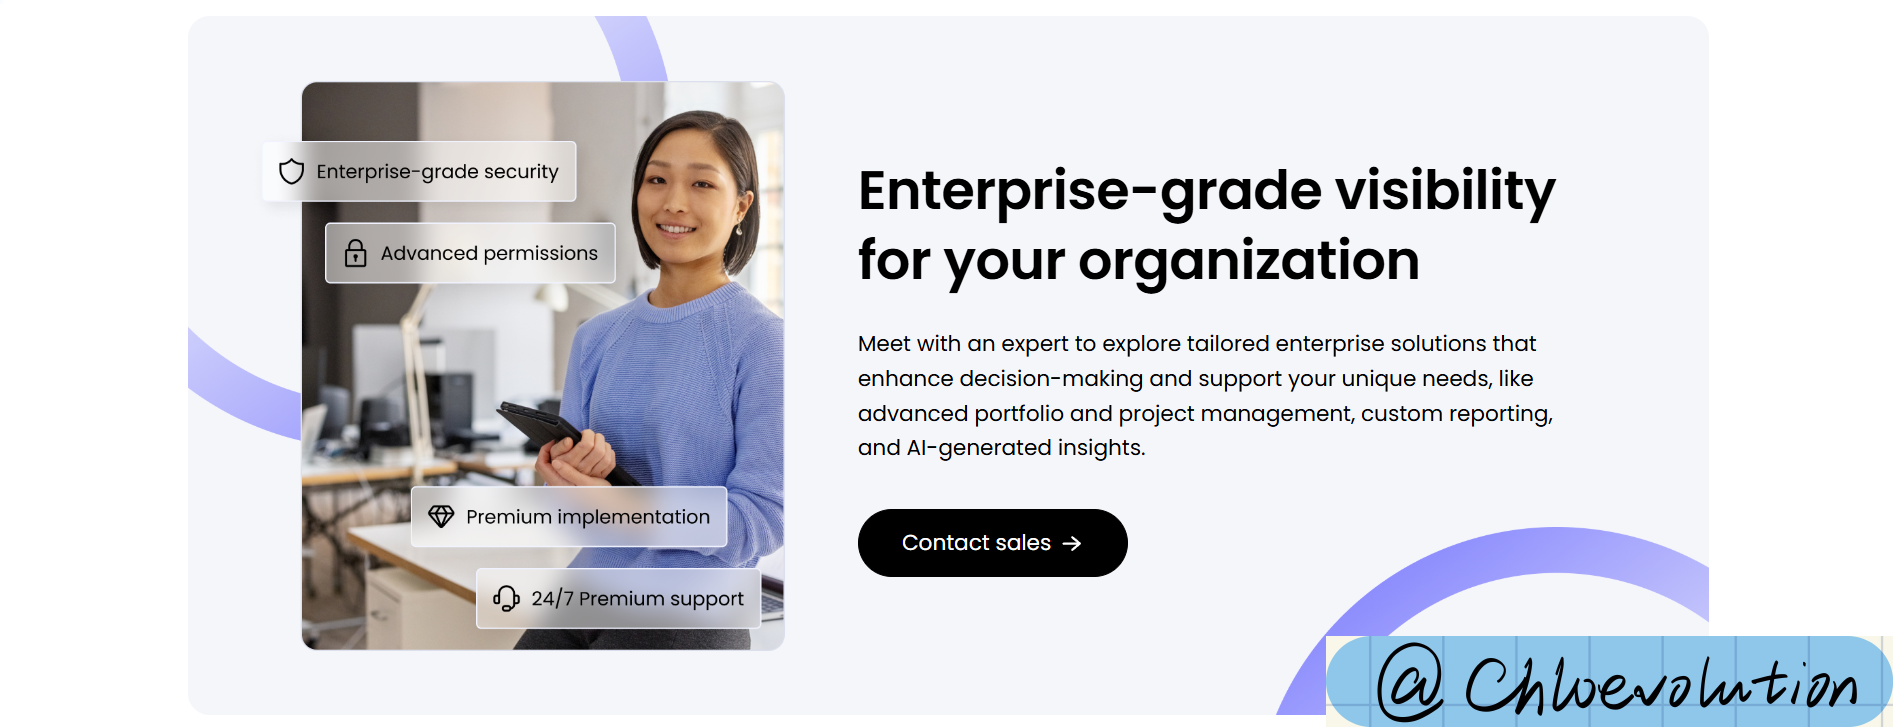 Enterprise-grade security
Advanced permissions
Premium implementation
24/7 Premium support
Enterprise-grade visibility
for your organization
Meet with an expert to explore tailored enterprise solutions that
enhance decision-making and support your unique needs, like
advanced portfolio and project management, custom reporting,
and AI-generated insights.
Contact sales →
@Chloevolution